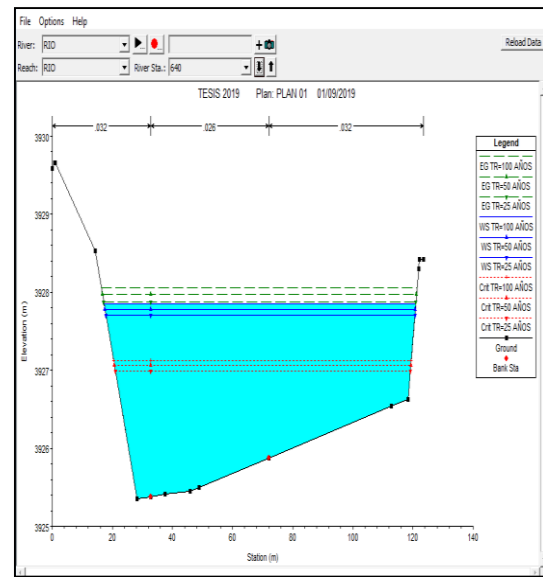 File Options Help
River: RIO Reload Data
Reach: RIO River Sta.: 640
TESIS 2019 Plan: PLAN 01 01/09/2019
.032 .026 .032
3930
3929
3928
3927
3926
3925
Elevation (m)
0 20 40 60 80 100 120 140
Station (m)
Legend
EG TR=100 AÑOS
EG TR=50 AÑOS
EG TR=25 AÑOS
WS TR=100 AÑOS
WS TR=50 AÑOS
WS TR=25 AÑOS
Crit TR=100 AÑOS
Crit TR=50 AÑOS
Crit TR=25 AÑOS
Ground
Bank Sta